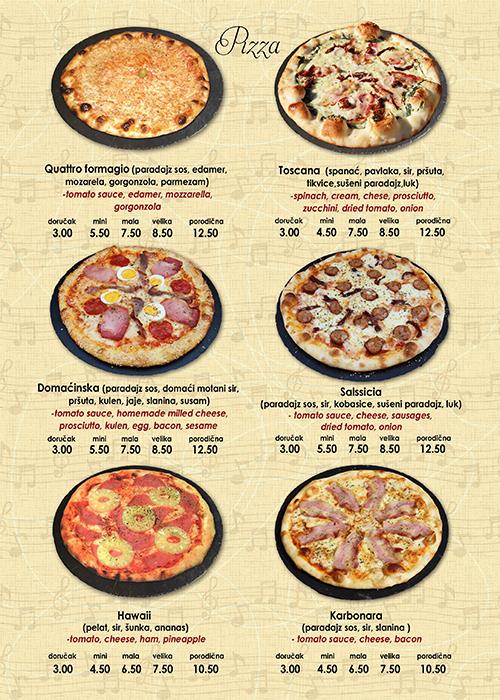 Pizza
Quattro formagio (paradajz sos, edamer,
mozarela, gorgonzola, parmezam)
-tomato sauce, edamer, mozzarella,
gorgonzola
doručak mini mala velika porodična
3.00 5.50 7.50 8.50 12.50
Toscana (spanać, pavlaka, sir, pršuta,
tikvice,sušeni paradajz,luk)
-spinach, cream, chese, prosciutto,
zucchini, dried tomato, onion
doručak mini mala velika porodična
3.00 4.50 7.50 8.50 12.50
Domaćinska (paradajz sos, domaći motani sir,
pršuta, kulen, jaje, slanina, susam)
-tomato sauce, homemade milled cheese,
prosciutto, kulen, egg, bacon, sesame
doručak mini mala velika porodična
3.00 5.50 7.50 8.50 12.50
Salssicia
(paradajz sos, sir, kobasice, sušeni paradajz, luk)
- tomato sauce, cheese, sausages,
dried tomato, onion
doručak mini mala velika porodična
3.00 5.50 7.50 8.50 12.50
Hawaii
(pelat, sir, šunka, ananas)
-tomato, cheese, ham, pineapple
doručak mini mala velika porodična
3.00 4.50 6.50 7.50 10.50
Karbonara
(paradajz sos, sir, slanina )
- tomato sauce, cheese, bacon
doručak mini mala velika porodična
3.00 4.50 6.50 7.50 10.50